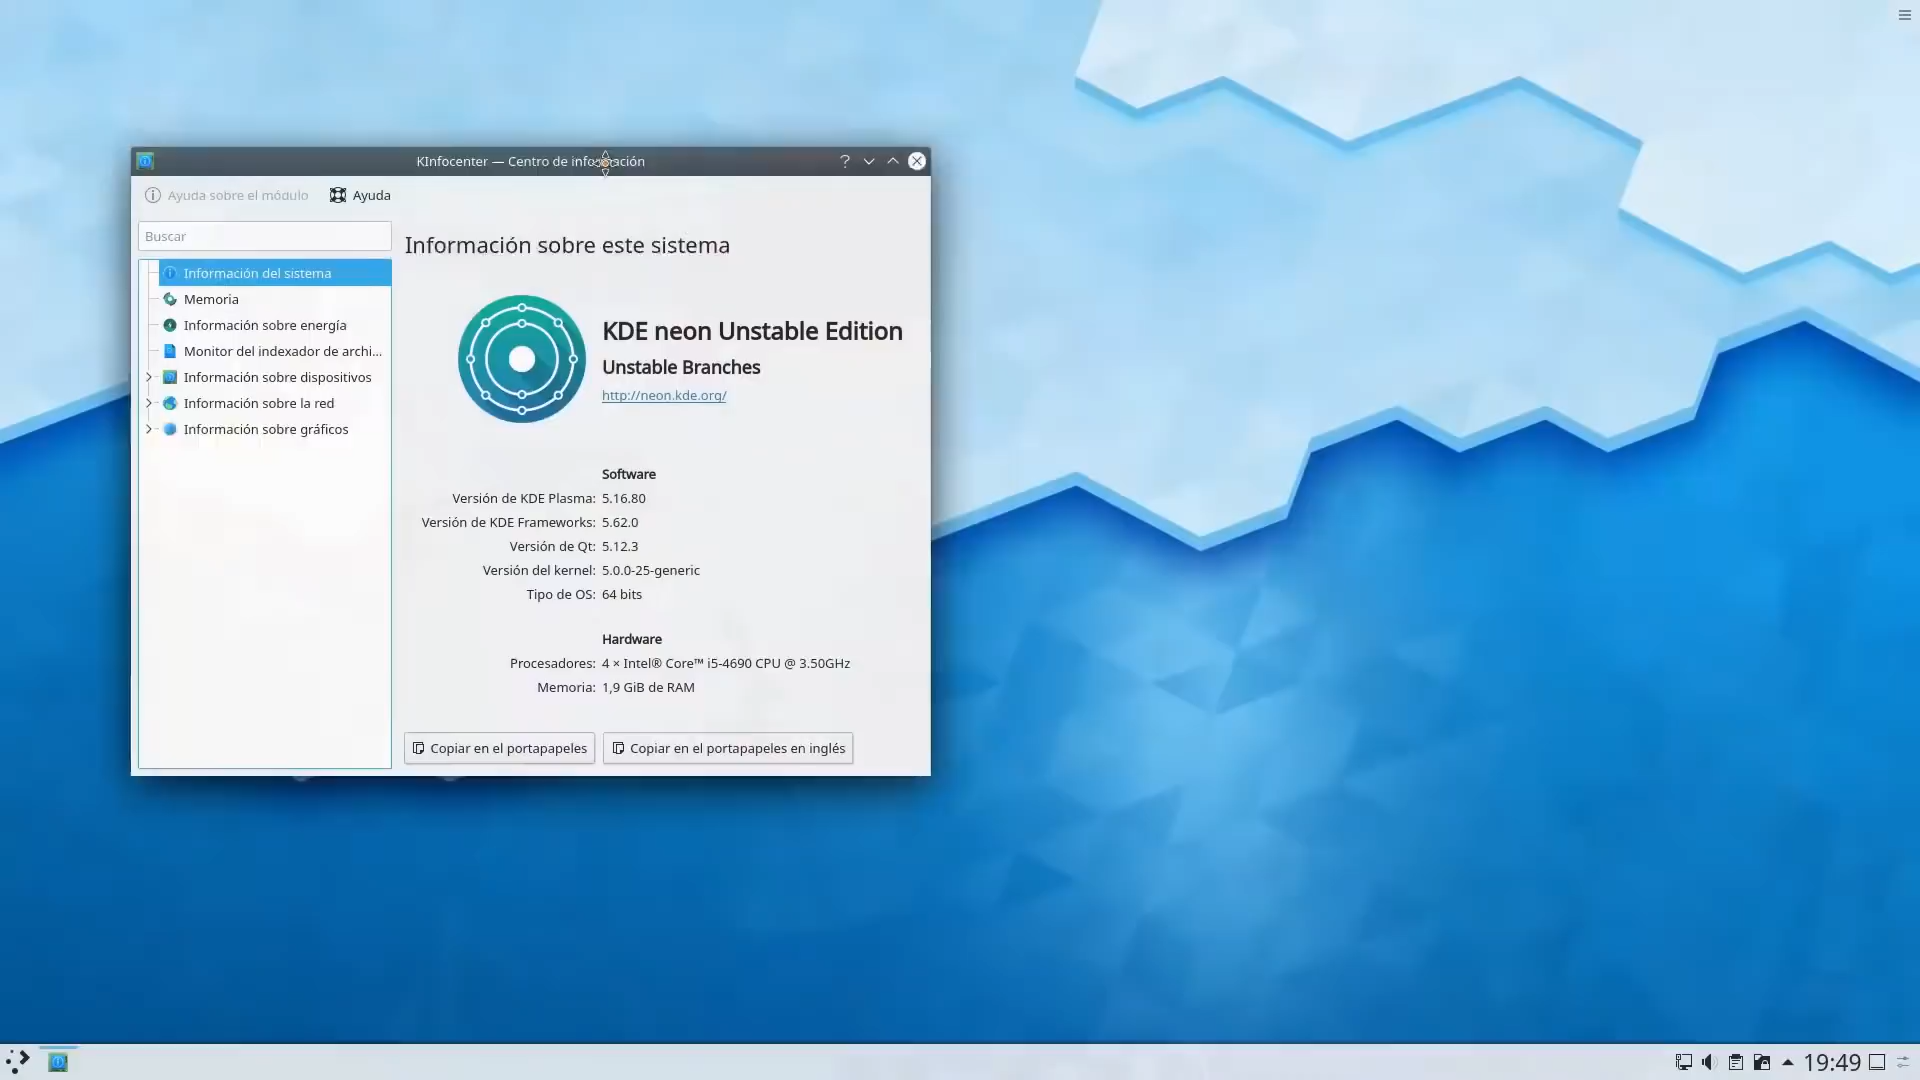 KInfocenter — Centro de información
Ayuda sobre el módulo
Ayuda
Buscar
Información del sistema
Memoria
Información sobre energía
Monitor del indexador de archi...
Información sobre dispositivos
Información sobre la red
Información sobre gráficos
Información sobre este sistema
KDE neon Unstable Edition
Unstable Branches
http://neon.kde.org/
Software
Versión de KDE Plasma: 5.16.80
Versión de KDE Frameworks: 5.62.0
Versión de Qt: 5.12.3
Versión del kernel: 5.0.0-25-generic
Tipo de OS: 64 bits
Hardware
Procesadores: 4 × Intel® Core™ i5-4690 CPU @ 3.50GHz
Memoria: 1,9 GiB de RAM
Copiar en el portapapeles
Copiar en el portapapeles en inglés
19:49